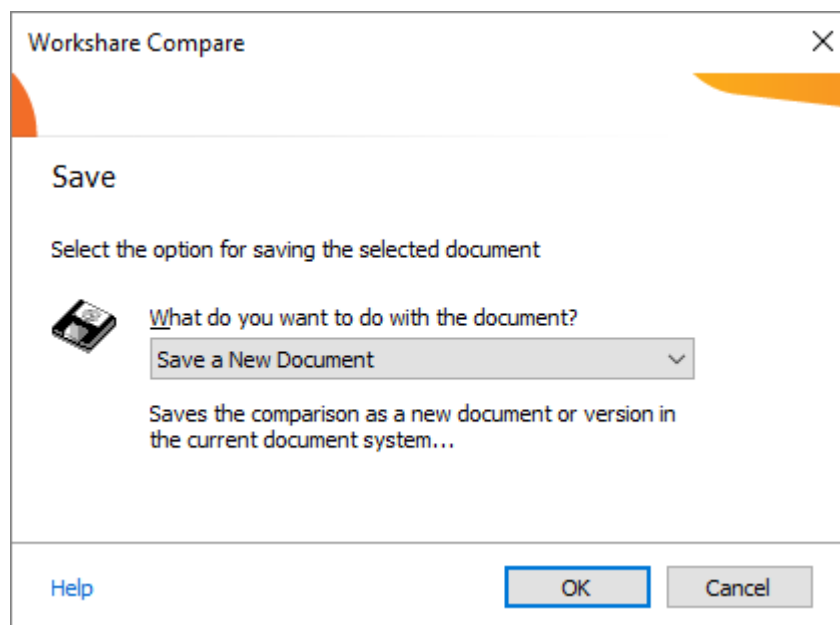 Workshare Compare
Save
Select the option for saving the selected document
What do you want to do with the document?
Save a New Document
Saves the comparison as a new document or version in
the current document system...
Help
OK
Cancel